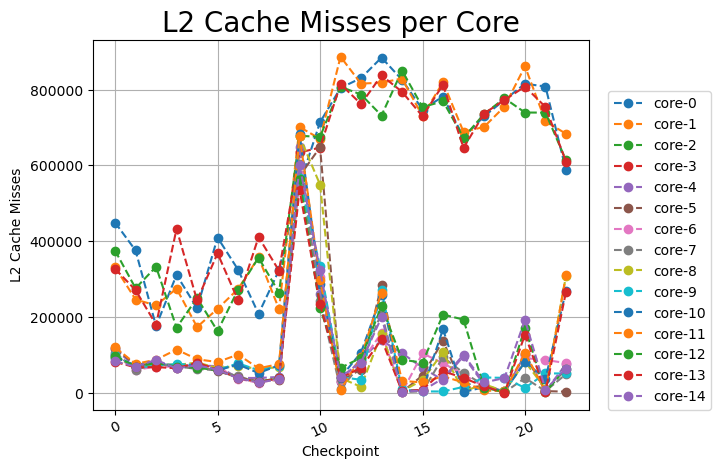 L2 Cache Misses per Core
L2 Cache Misses
800000
600000
400000
200000
0
0
5
10
15
20
Checkpoint
core-0
core-1
core-2
core-3
core-4
core-5
core-6
core-7
core-8
core-9
core-10
core-11
core-12
core-13
core-14